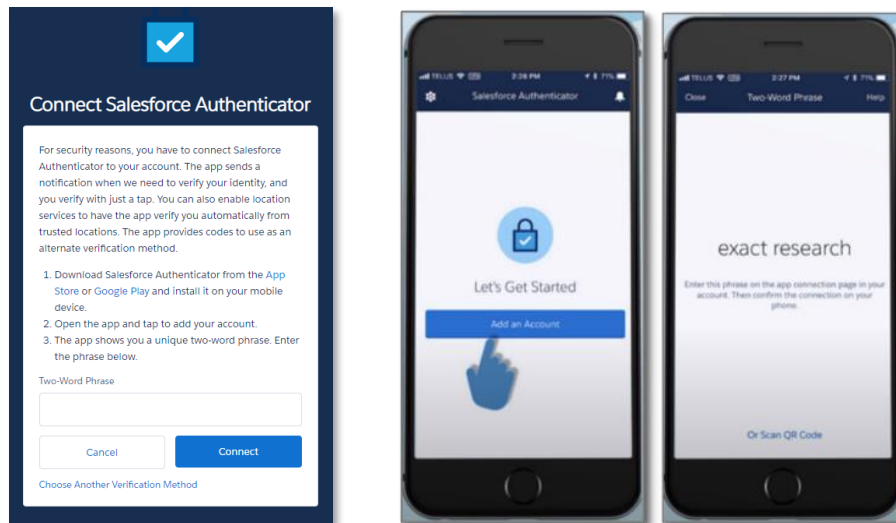 Connect Salesforce Authenticator
For security reasons, you have to connect Salesforce
Authenticator to your account. The app sends a
notification when we need to verify your identity, and
you verify with just a tap. You can also enable location
services to have the app verify you automatically from
trusted locations. The app provides codes to use as an
alternate verification method.
1. Download Salesforce Authenticator from the App
Store or Google Play and install it on your mobile
device.
2. Open the app and tap to add your account.
3. The app shows you a unique two-word phrase. Enter
the phrase below.
Two-Word Phrase
Cancel
Connect
Choose Another Verification Method
TELUS
71%
Salesforce Authenticator
Let's Get Started
Add an Account
TELUS
2:27 PM
71%
Close
Two-Word Phrase
Help
exact research
Enter this phrase on the app connection page in your
account. Then confirm the connection on your
phone.
Or Scan QR Code